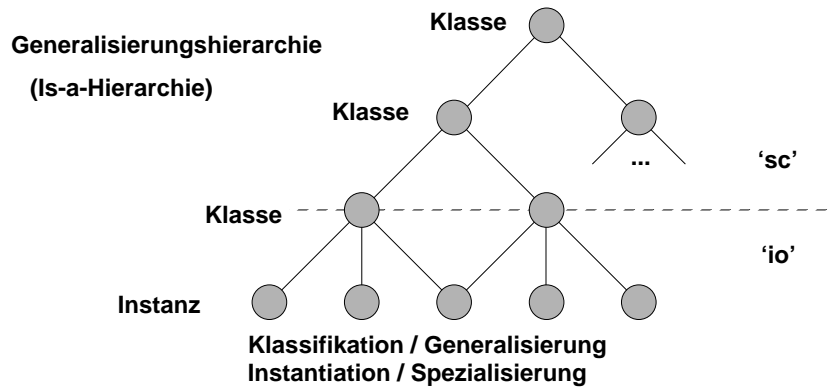 Klasse
Generalisierungshierarchie
(Is-a-Hierarchie)
Klasse
...
‘sc’
Klasse
‘io’
Instanz
Klassifikation / Generalisierung
Instantiation / Spezialisierung